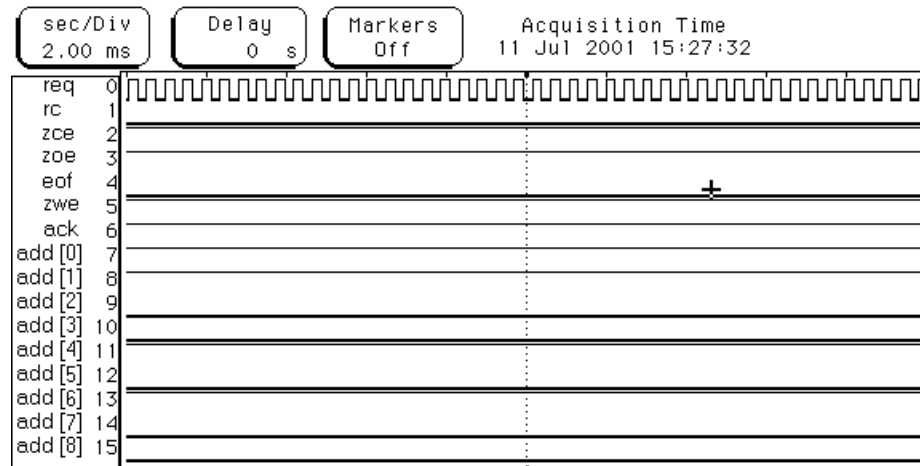 sec/Div
2.00 ms
Delay
0 s
Markers
Off
Acquisition Time
11 Jul 2001 15:27:32
req 0
rc 1
zce 2
zoe 3
eof 4
zwe 5
ack 6
add [0] 7
add [1] 8
add [2] 9
add [3] 10
add [4] 11
add [5] 12
add [6] 13
add [7] 14
add [8] 15